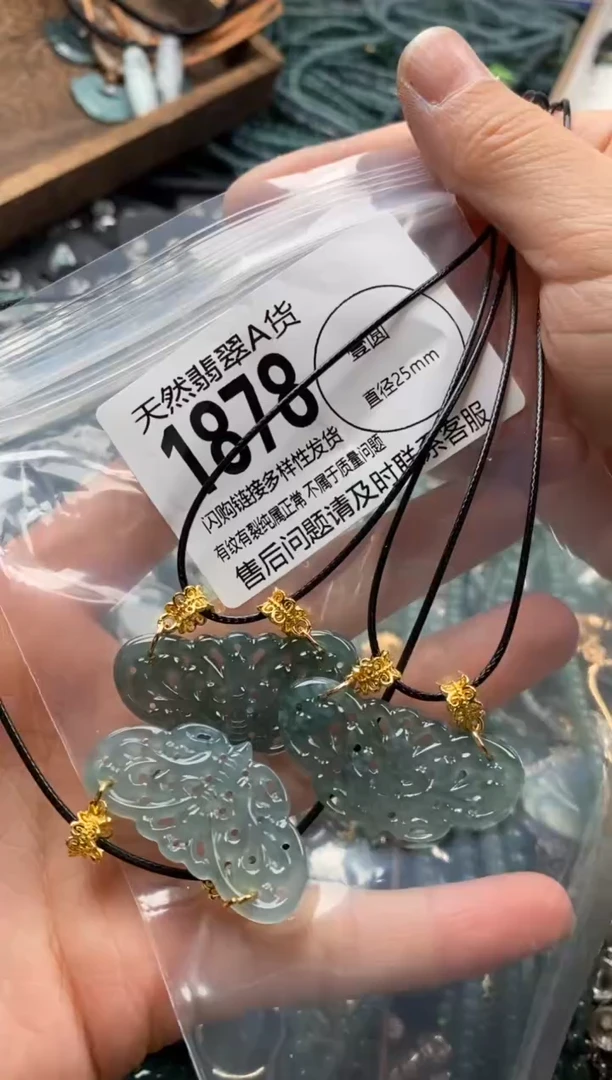 天然翡翠A货
1878
壹圆
直径25mm
闪购链接多样性发货
有纹有裂纯属正常 不属于质量问题
售后问题请及时联系客服